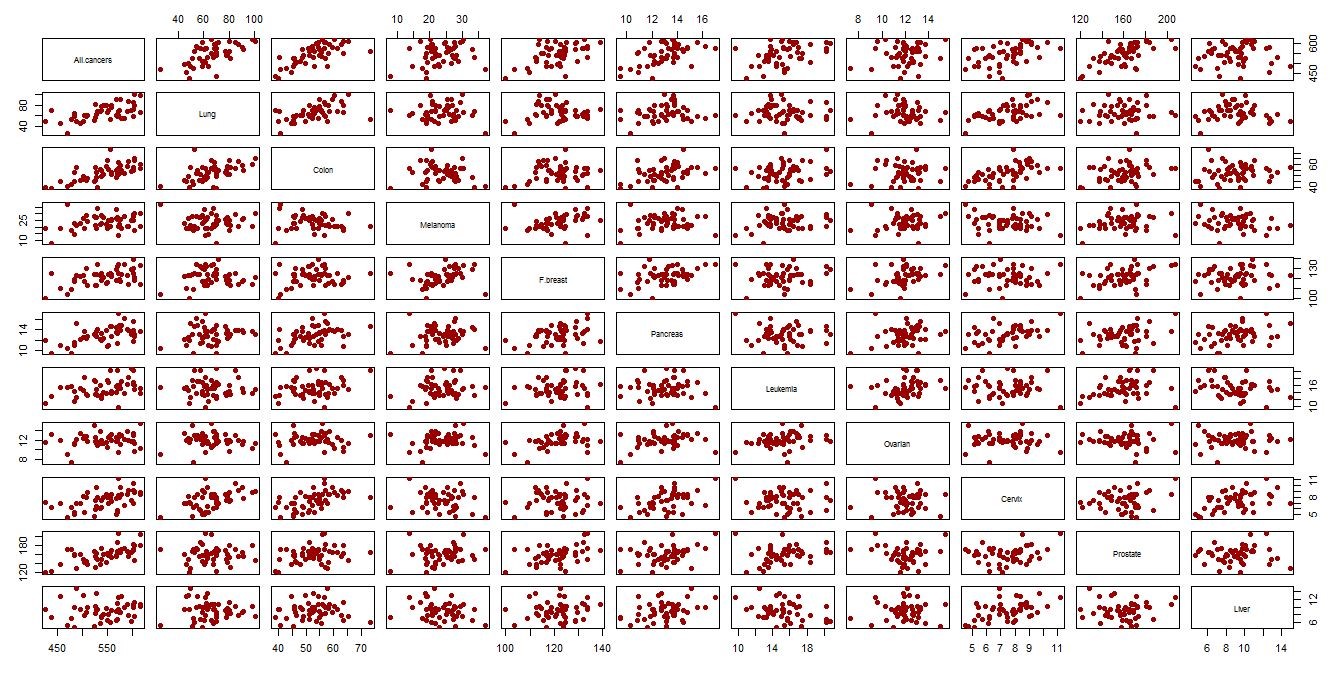 40 60 80 100
10 20 30
10 12 14 16
8 10 12 14
120 160 200
All.cancers
450 600
40 80
Lung
Colon
40 60
10 25
Melanoma
F.breast
100 130
10 14
Pancreas
Leukemia
10 16
8 12
Ovarian
Cervix
5 8 11
120 180
Prostate
Liver
6 12
450 550
40 50 60 70
100 120 140
10 14 18
5 6 7 8 9 11
6 8 10 14